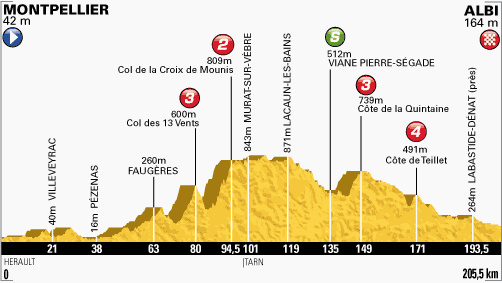 MONTPELLIER
42 m
ALBI
164 m
2
809m
Col de la Croix de Mounis
3
600m
Col des 13 Vents
260m
FAUGÈRES
40m VILLEVEYRAC
16m PÉZENAS
843m MURAT-SUR-VÈBRE
871m LACAUN-LES-BAINS
S
512m
VIANE PIERRE-SÉGADE
3
739m
Côte de la Quintaine
4
491m
Côte de Teillet
264m LABASTIDE-DÉNAT (près)
21 38 63 80 94,5 101 119 135 149 171 193,5
HERAULT TARN
0 205,5 km